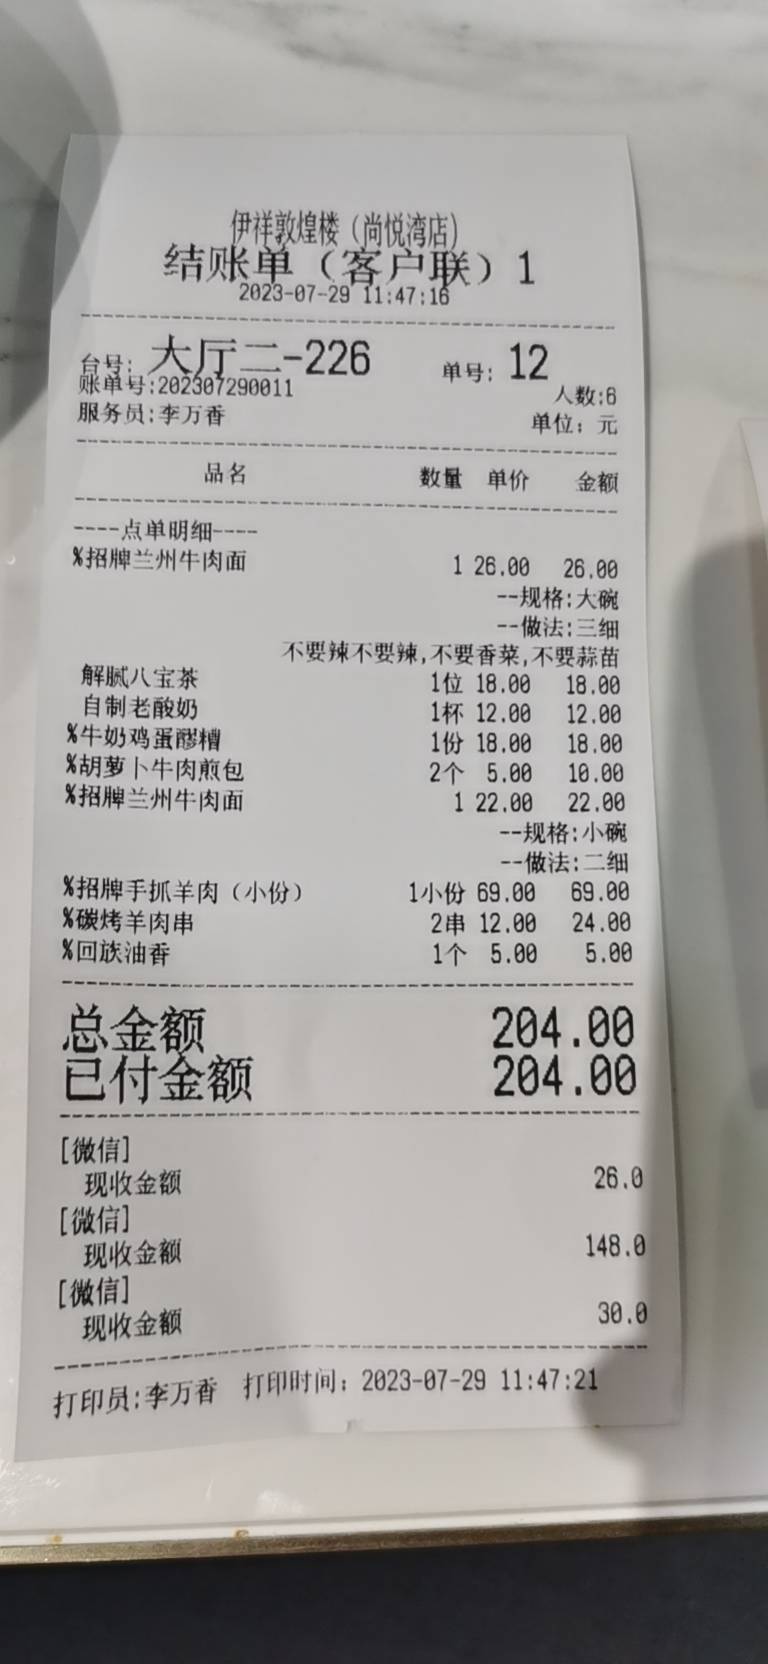 伊祥敦煌楼（尚悦湾店）
结账单（客户联）1
2023-07-29 11:47:16
台号: 大厅二-226 单号: 12
账单号:202307290011 人数:6
服务员:李万香 单位: 元
品名 数量 单价 金额
----点单明细----
%招牌兰州牛肉面 1 26.00 26.00
--规格:大碗
--做法:三细
不要辣不要辣,不要香菜,不要蒜苗
解腻八宝茶 1位 18.00 18.00
自制老酸奶 1杯 12.00 12.00
%牛奶鸡蛋醪糟 1份 18.00 18.00
%胡萝卜牛肉煎包 2个 5.00 10.00
%招牌兰州牛肉面 1 22.00 22.00
--规格:小碗
--做法:二细
%招牌手抓羊肉（小份） 1小份 69.00 69.00
%碳烤羊肉串 2串 12.00 24.00
%回族油香 1个 5.00 5.00
总金额 204.00
已付金额 204.00
[微信]
现收金额 26.0
[微信]
现收金额 148.0
[微信]
现收金额 30.0
打印员:李万香 打印时间: 2023-07-29 11:47:21